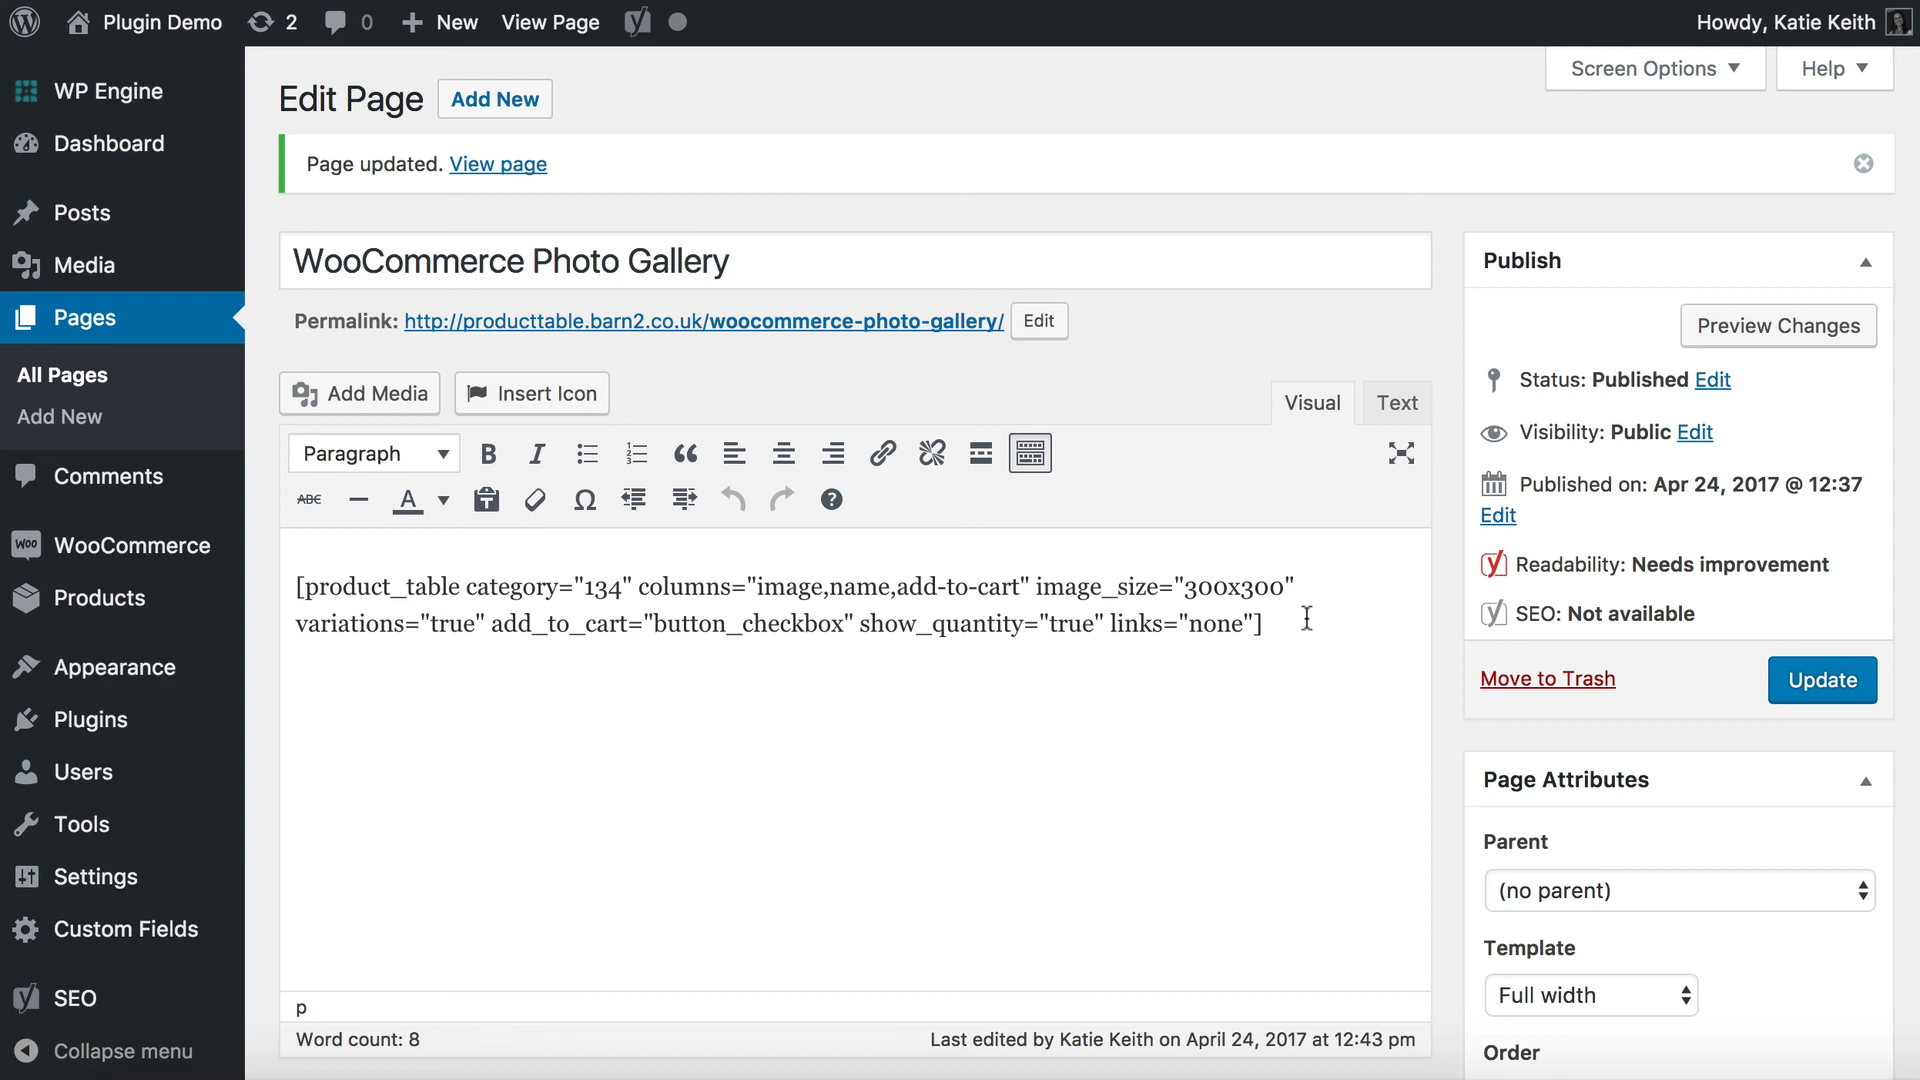 Plugin Demo
2
0
New
View Page
Howdy, Katie Keith
WP Engine
Dashboard
Posts
Media
Pages
All Pages
Add New
Comments
WooCommerce
Products
Appearance
Plugins
Users
Tools
Settings
Custom Fields
SEO
Collapse menu
Screen Options
Help
Edit Page
Add New
Page updated. View page
WooCommerce Photo Gallery
Permalink: http://producttable.barn2.co.uk/woocommerce-photo-gallery/ Edit
Add Media
Insert Icon
Visual
Text
Paragraph
B
I
ABC
A
Ω
[product_table category="134" columns="image,name,add-to-cart" image_size="300x300"
variations="true" add_to_cart="button_checkbox" show_quantity="true" links="none"]
p
Word count: 8
Last edited by Katie Keith on April 24, 2017 at 12:43 pm
Publish
Preview Changes
Status: Published Edit
Visibility: Public Edit
Published on: Apr 24, 2017 @ 12:37
Edit
Readability: Needs improvement
SEO: Not available
Move to Trash
Update
Page Attributes
Parent
(no parent)
Template
Full width
Order